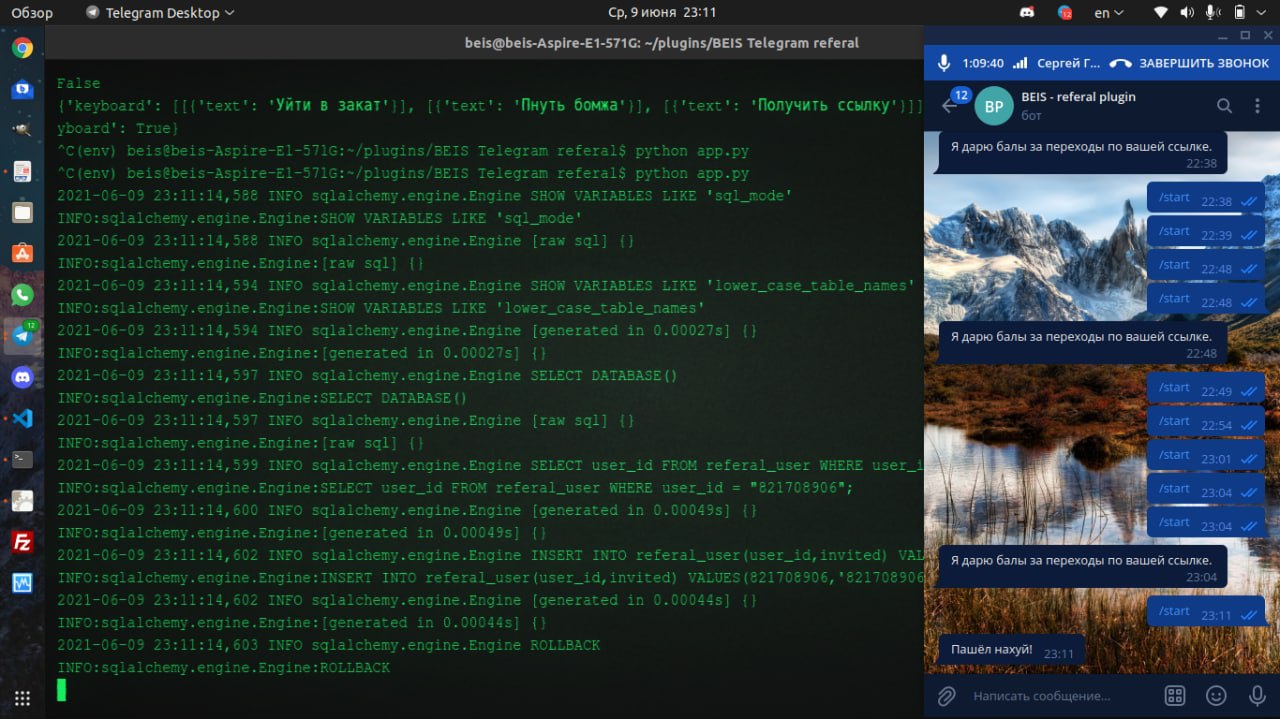 Обзор
Telegram Desktop
Ср, 9 июня 23:11
12
en
beis@beis-Aspire-E1-571G: ~/plugins/BEIS Telegram referal
False
{'keyboard': [[{'text': 'Уйти в закат'}], [{'text': 'Пнуть бомжа'}], [{'text': 'Получить ссылку'}]]
yboard': True}
^C(env) beis@beis-Aspire-E1-571G:~/plugins/BEIS Telegram referal$ python app.py
^C(env) beis@beis-Aspire-E1-571G:~/plugins/BEIS Telegram referal$ python app.py
2021-06-09 23:11:14,588 INFO sqlalchemy.engine.Engine SHOW VARIABLES LIKE 'sql_mode'
INFO:sqlalchemy.engine.Engine:SHOW VARIABLES LIKE 'sql_mode'
2021-06-09 23:11:14,588 INFO sqlalchemy.engine.Engine [raw sql] {}
INFO:sqlalchemy.engine.Engine:[raw sql] {}
2021-06-09 23:11:14,594 INFO sqlalchemy.engine.Engine SHOW VARIABLES LIKE 'lower_case_table_names'
INFO:sqlalchemy.engine.Engine:SHOW VARIABLES LIKE 'lower_case_table_names'
2021-06-09 23:11:14,594 INFO sqlalchemy.engine.Engine [generated in 0.00027s] {}
INFO:sqlalchemy.engine.Engine:[generated in 0.00027s] {}
2021-06-09 23:11:14,597 INFO sqlalchemy.engine.Engine SELECT DATABASE()
INFO:sqlalchemy.engine.Engine:SELECT DATABASE()
2021-06-09 23:11:14,597 INFO sqlalchemy.engine.Engine [raw sql] {}
INFO:sqlalchemy.engine.Engine:[raw sql] {}
2021-06-09 23:11:14,599 INFO sqlalchemy.engine.Engine SELECT user_id FROM referal_user WHERE user_i
INFO:sqlalchemy.engine.Engine:SELECT user_id FROM referal_user WHERE user_id = "821708906";
2021-06-09 23:11:14,600 INFO sqlalchemy.engine.Engine [generated in 0.00049s] {}
INFO:sqlalchemy.engine.Engine:[generated in 0.00049s] {}
2021-06-09 23:11:14,602 INFO sqlalchemy.engine.Engine INSERT INTO referal_user(user_id,invited) VAL
INFO:sqlalchemy.engine.Engine:INSERT INTO referal_user(user_id,invited) VALUES(821708906,'821708906
2021-06-09 23:11:14,602 INFO sqlalchemy.engine.Engine [generated in 0.00044s] {}
INFO:sqlalchemy.engine.Engine:[generated in 0.00044s] {}
2021-06-09 23:11:14,603 INFO sqlalchemy.engine.Engine ROLLBACK
INFO:sqlalchemy.engine.Engine:ROLLBACK
12
1:09:40 Сергей Г... ЗАВЕРШИТЬ ЗВОНОК
12
BP
BEIS - referal plugin
бот
Я дарю балы за переходы по вашей ссылке.
22:38
/start 22:38
/start 22:39
/start 22:48
/start 22:48
Я дарю балы за переходы по вашей ссылке.
22:48
/start 22:49
/start 22:54
/start 23:01
/start 23:04
/start 23:04
Я дарю балы за переходы по вашей ссылке.
23:04
/start 23:11
Пашёл нахуй! 23:11
Написать сообщение...